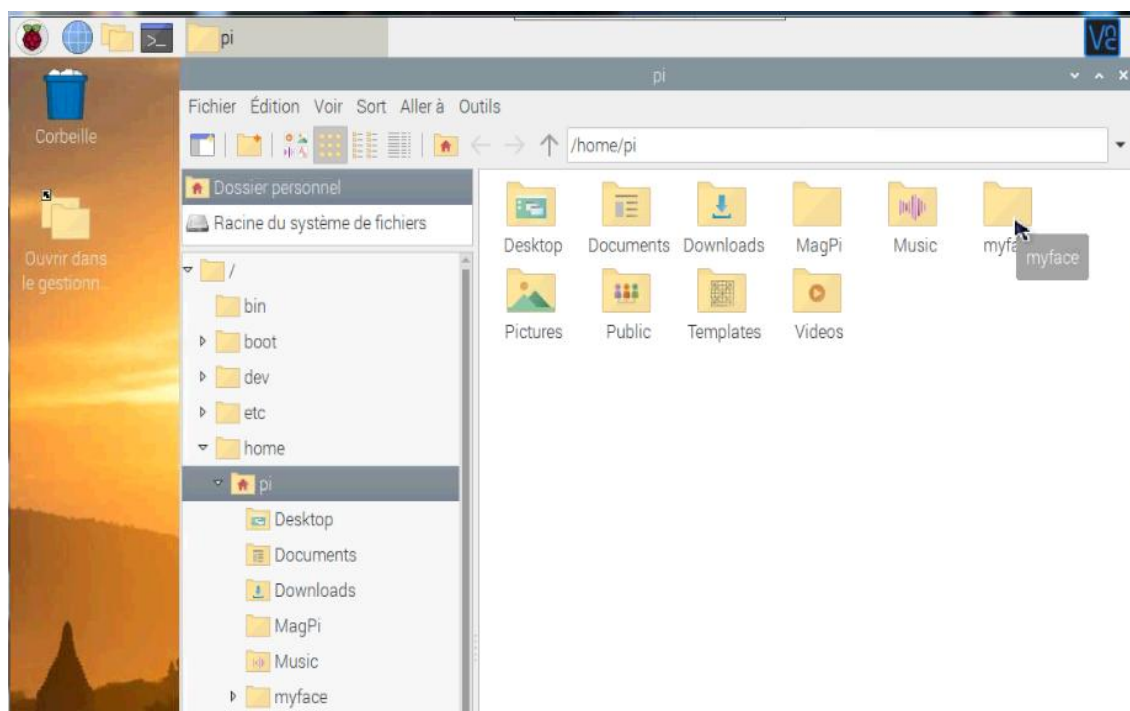 pi
VNC
pi
Fichier Édition Voir Sort Aller à Outils
/home/pi
Corbeille
Ouvrir dans
le gestionn...
Dossier personnel
Racine du système de fichiers
/
bin
boot
dev
etc
home
pi
Desktop
Documents
Downloads
MagPi
Music
myface
Desktop Documents Downloads MagPi Music myfa
myface
Pictures Public Templates Videos